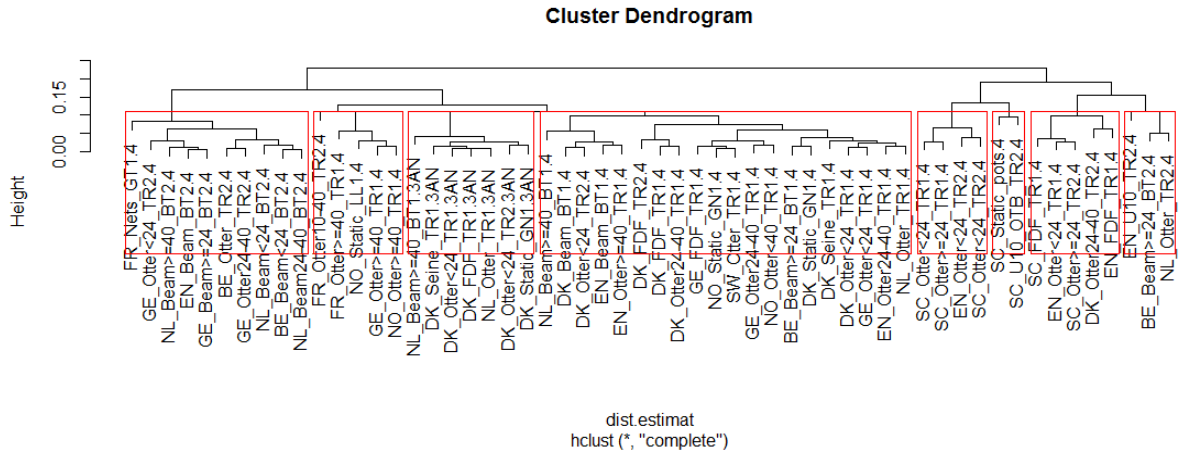 Cluster Dendrogram
Height
0.15
0.00
FR_Nets_GT1.4
GE_Otter<24_TR2.4
NL_Beam>=40_BT2.4
EN_Beam_BT2.4
GE_Beam>=24_BT2.4
BE_Otter_TR2.4
GE_Otter24-40_TR2.4
NL_Beam<24_BT2.4
BE_Beam<24_BT2.4
NL_Beam24-40_BT2.4
FR_Otter10-40_TR2.4
FR_Otter>=40_TR1.4
NO_Static_LL1.4
GE_Otter>=40_TR1.4
NO_Otter>=40_TR1.4
NL_Beam>=40_BT1.3AN
DK_Seine_TR1.3AN
DK_Otter<24_TR1.3AN
DK_FDF_TR1.3AN
NL_Otter_TR1.3AN
DK_Otter<24_TR2.3AN
DK_Static_GN1.3AN
NL_Beam>=40_BT1.4
DK_Beam_BT1.4
DK_Otter<24_TR2.4
EN_Beam_BT1.4
EN_Otter>=40_TR1.4
DK_FDF_TR2.4
DK_FDF_TR1.4
DK_Otter24-40_TR1.4
GE_FDF_TR1.4
NO_Static_GN1.4
SW_Otter_TR1.4
GE_Otter24-40_TR1.4
NO_Otter<40_TR1.4
BE_Beam>=24_BT1.4
DK_Static_GN1.4
DK_Seine_TR1.4
DK_Otter<24_TR1.4
GE_Otter<24_TR1.4
EN_Otter24-40_TR1.4
NL_Otter_TR1.4
SC_Otter<24_TR1.4
SC_Otter>=24_TR1.4
EN_Otter<24_TR2.4
SC_Otter<24_TR2.4
SC_Static_pots.4
SC_U10_OTB_TR2.4
SC_FDF_TR1.4
EN_Otter<24_TR1.4
SC_Otter>=24_TR2.4
DK_Otter24-40_TR2.4
EN_FDF_TR1.4
EN_U10_TR2.4
BE_Beam>=24_BT2.4
NL_Otter_TR2.4
dist.estimat
hclust (*, "complete")